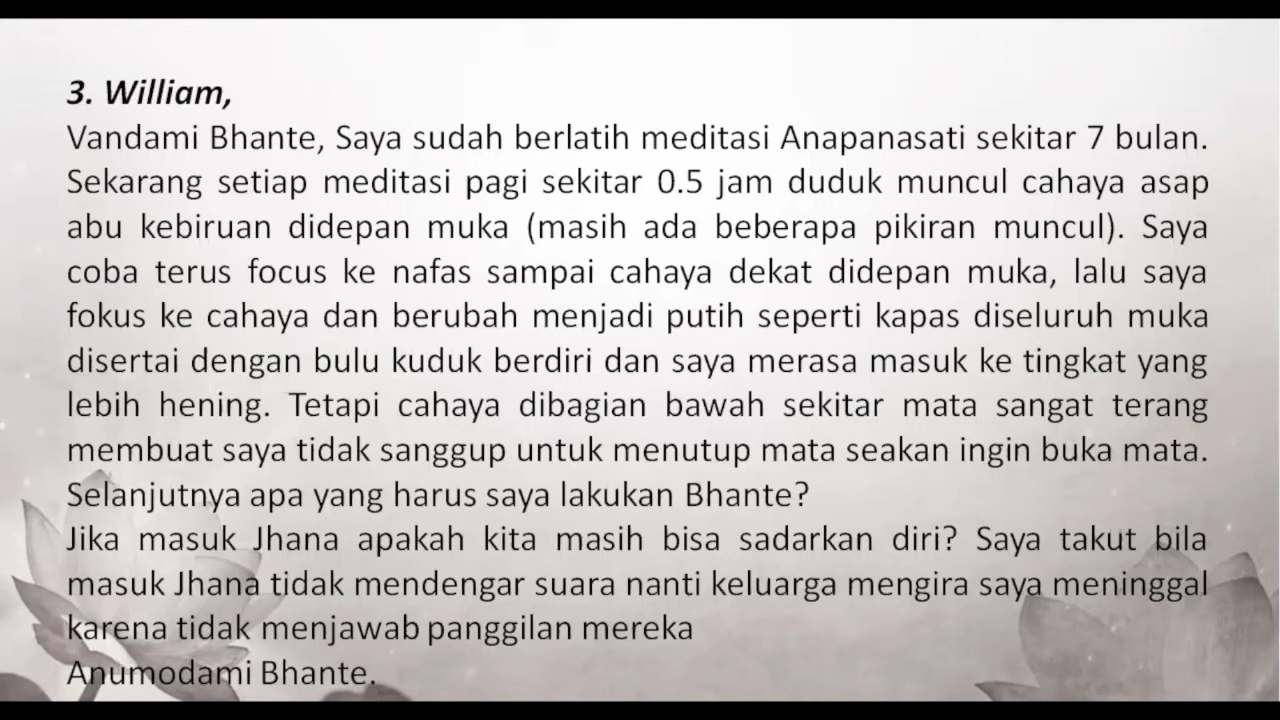 3. William,
Vandami Bhante, Saya sudah berlatih meditasi Anapanasati sekitar 7 bulan.
Sekarang setiap meditasi pagi sekitar 0.5 jam duduk muncul cahaya asap
abu kebiruan didepan muka (masih ada beberapa pikiran muncul). Saya
coba terus focus ke nafas sampai cahaya dekat didepan muka, lalu saya
fokus ke cahaya dan berubah menjadi putih seperti kapas diseluruh muka
disertai dengan bulu kuduk berdiri dan saya merasa masuk ke tingkat yang
lebih hening. Tetapi cahaya dibagian bawah sekitar mata sangat terang
membuat saya tidak sanggup untuk menutup mata seakan ingin buka mata.
Selanjutnya apa yang harus saya lakukan Bhante?
Jika masuk Jhana apakah kita masih bisa sadarkan diri? Saya takut bila
masuk Jhana tidak mendengar suara nanti keluarga mengira saya meninggal
karena tidak menjawab panggilan mereka
Anumodami Bhante.